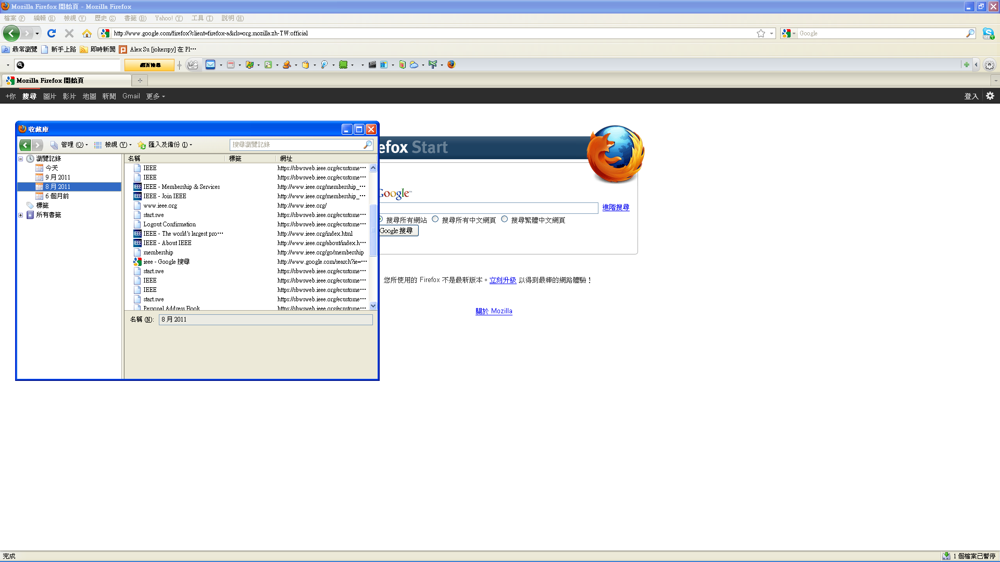 Mozilla Firefox 開始頁 - Mozilla Firefox
檔案 (F) 編輯 (E) 檢視 (V) 歷史 (S) 書籤 (B) Yahoo! (Y) 工具 (T) 說明 (H)
http://www.google.com/firefox?client=firefox-a&rls=org.mozilla:zh-TW:official
Google
最常瀏覽 新手上路 即時新聞 Alex Su [jokerspy] 在 Pl…
網頁搜尋
Mozilla Firefox 開始頁
+你 搜尋 圖片 影片 地圖 新聞 Gmail 更多
登入
收藏庫
管理 (O) 檢視 (V) 匯入及備份 (I)
搜尋瀏覽記錄
瀏覽記錄
今天
9 月 2011
8 月 2011
6 個月前
標籤
所有書籤
名稱 標籤 網址
IEEE https://sbwsweb.ieee.org/ecustome…
IEEE https://sbwsweb.ieee.org/ecustome…
IEEE IEEE - Membership & Services http://www.ieee.org/membership_…
IEEE IEEE - Join IEEE http://www.ieee.org/membership_…
www.ieee.org http://www.ieee.org/
start.swe https://sbwsweb.ieee.org/ecustome…
Logout Confirmation https://sbwsweb.ieee.org/ecustome…
IEEE IEEE - The world's largest pro… http://www.ieee.org/index.html
IEEE IEEE - About IEEE http://www.ieee.org/about/index.h…
membership http://www.ieee.org/go/membership
ieee - Google 搜尋 http://www.google.com/search?ie=…
start.swe https://sbwsweb.ieee.org/ecustome…
IEEE https://sbwsweb.ieee.org/ecustome…
IEEE https://sbwsweb.ieee.org/ecustome…
start.swe https://sbwsweb.ieee.org/ecustome…
Personal Address Book https://sbwsweb.ieee.org/ecustome…
名稱 (N): 8 月 2011
efox Start
Google™
進階搜尋
搜尋所有網站 搜尋所有中文網頁 搜尋繁體中文網頁
Google 搜尋
您所使用的 Firefox 不是最新版本。立刻升級 以得到最棒的網路體驗！
關於 Mozilla
完成
1 個檔案已暫停